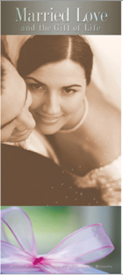 Married Love
and the Gift of Life